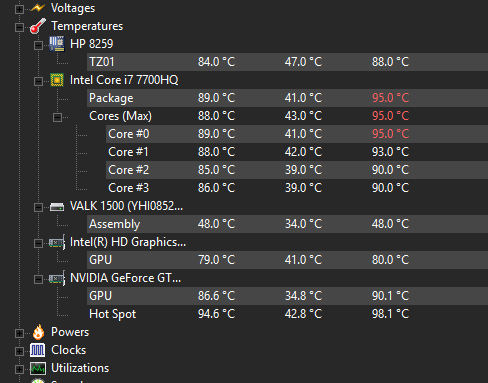 Voltages
Temperatures
HP 8259
TZ01 84.0 °C 47.0 °C 88.0 °C
Intel Core i7 7700HQ
Package 89.0 °C 41.0 °C 95.0 °C
Cores (Max) 88.0 °C 43.0 °C 95.0 °C
Core #0 89.0 °C 41.0 °C 95.0 °C
Core #1 88.0 °C 42.0 °C 93.0 °C
Core #2 85.0 °C 39.0 °C 90.0 °C
Core #3 86.0 °C 39.0 °C 90.0 °C
VALK 1500 (YHI0852...
Assembly 48.0 °C 34.0 °C 48.0 °C
Intel(R) HD Graphics...
GPU 79.0 °C 41.0 °C 80.0 °C
NVIDIA GeForce GT...
GPU 86.6 °C 34.8 °C 90.1 °C
Hot Spot 94.6 °C 42.8 °C 98.1 °C
Powers
Clocks
Utilizations